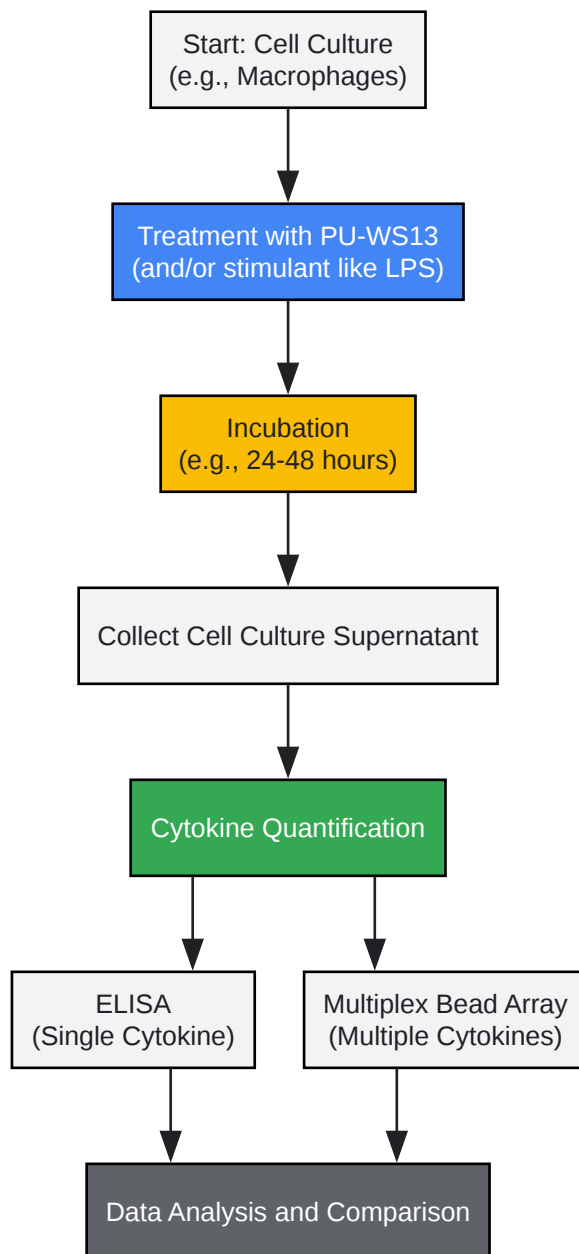 Start: Cell Culture
(e.g., Macrophages)
Treatment with PU-WS13
(and/or stimulant like LPS)
Incubation
(e.g., 24-48 hours)
Collect Cell Culture Supernatant
Cytokine Quantification
ELISA
(Single Cytokine)
Multiplex Bead Array
(Multiple Cytokines)
Data Analysis and Comparison